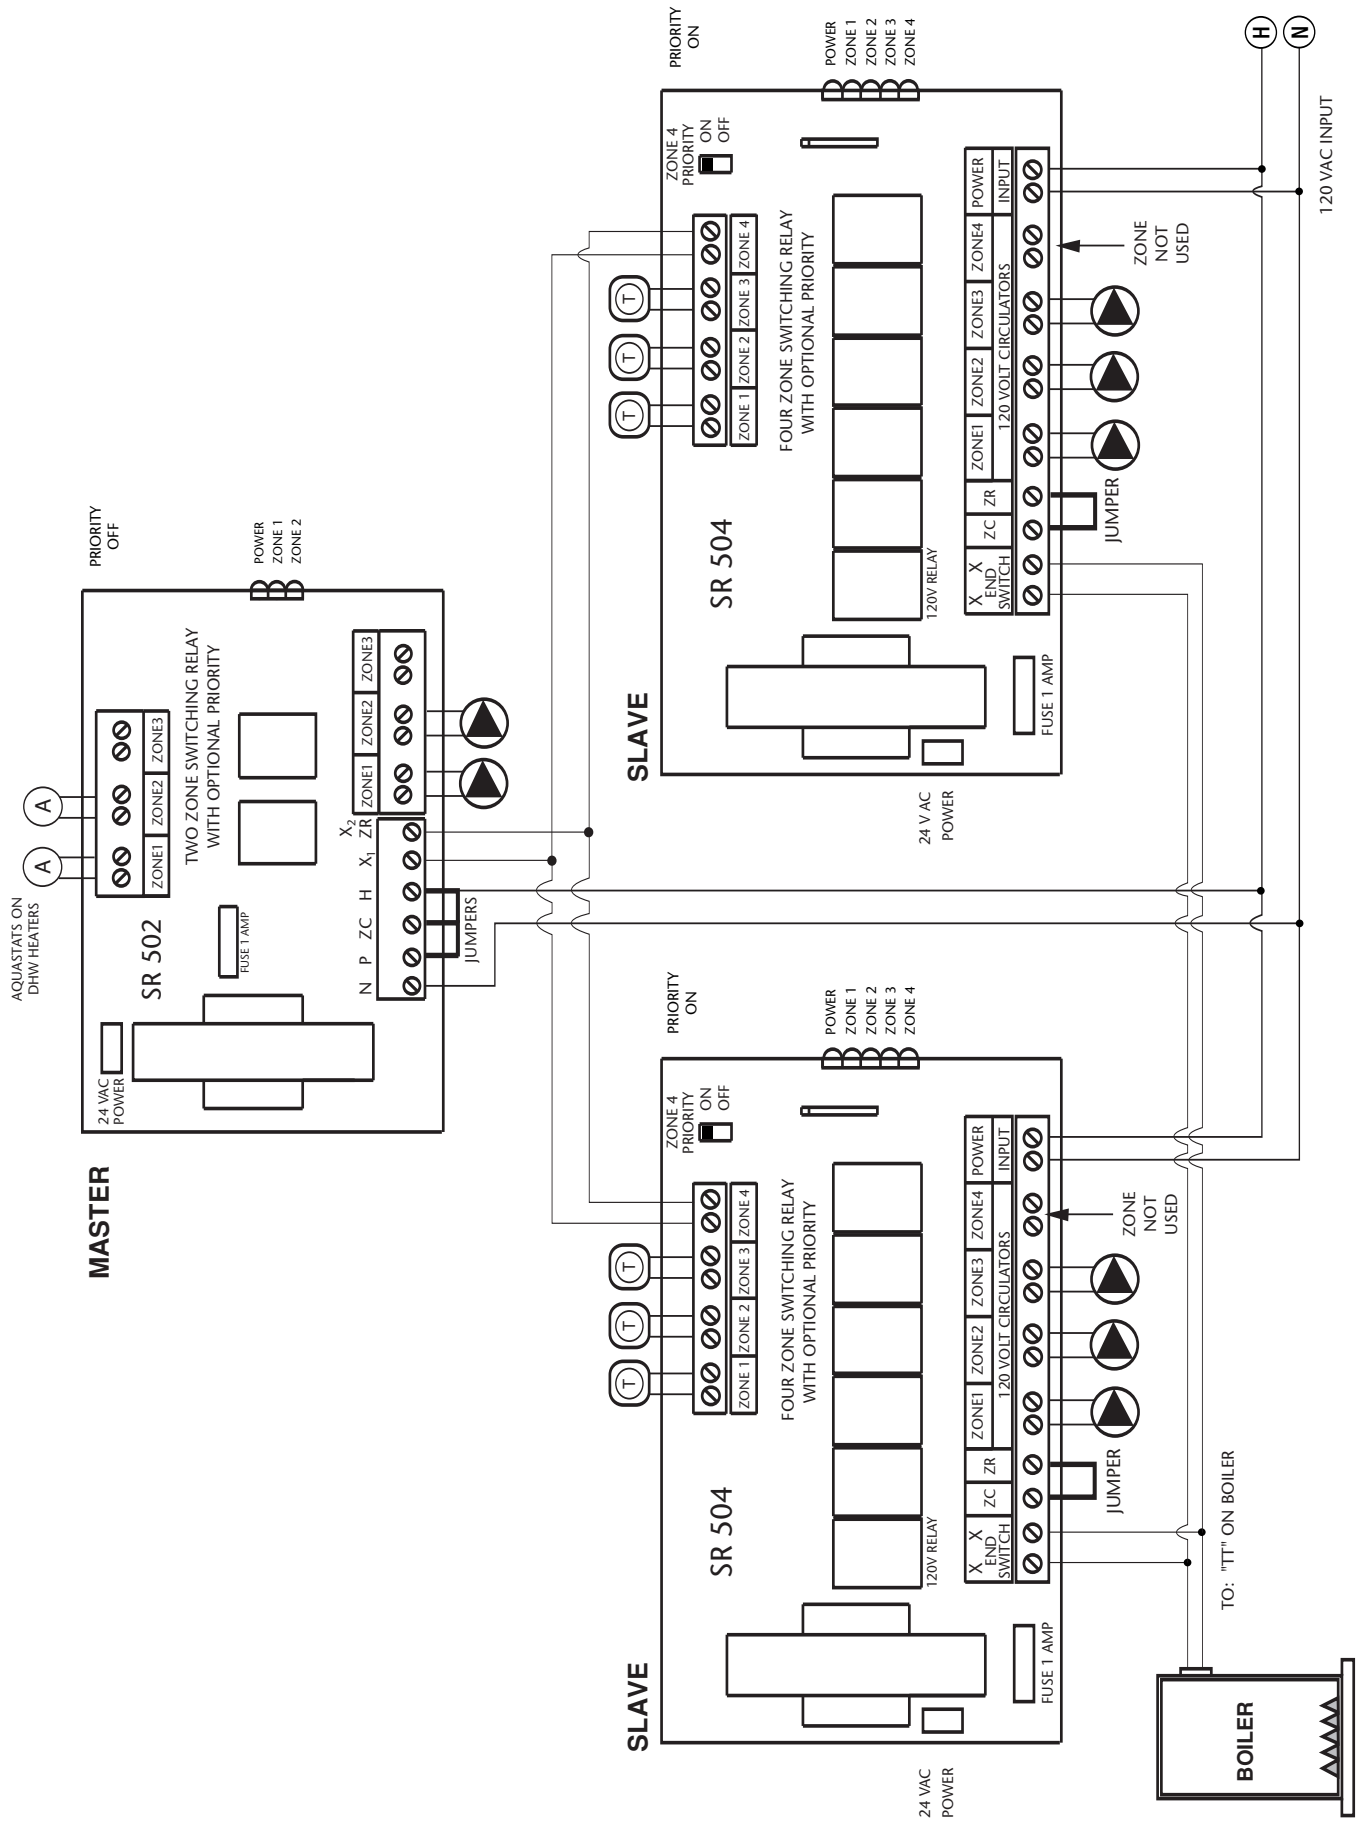 MASTER
AQUASTATS ON
DHW HEATERS
A
A
PRIORITY
OFF
24 VAC
POWER
SR 502
FUSE 1 AMP
ZONE1
ZONE2
ZONE3
TWO ZONE SWITCHING RELAY
WITH OPTIONAL PRIORITY
POWER
ZONE 1
ZONE 2
ZONE1
ZONE2
ZONE3
N
P
ZC
H
X1
X2
ZR
JUMPERS
SLAVE
24 VAC
POWER
FUSE 1 AMP
SR 504
120V RELAY
T
T
T
ZONE 1
ZONE 2
ZONE 3
ZONE 4
FOUR ZONE SWITCHING RELAY
WITH OPTIONAL PRIORITY
ZONE 4
PRIORITY
ON
OFF
PRIORITY
ON
POWER
ZONE 1
ZONE 2
ZONE 3
ZONE 4
X X
END
SWITCH
ZC
ZR
ZONE1
ZONE2
ZONE3
ZONE4
120 VOLT CIRCULATORS
POWER
INPUT
JUMPER
ZONE
NOT
USED
SLAVE
24 V AC
POWER
FUSE 1 AMP
SR 504
120V RELAY
T
T
T
ZONE 1
ZONE 2
ZONE 3
ZONE 4
FOUR ZONE SWITCHING RELAY
WITH OPTIONAL PRIORITY
ZONE 4
PRIORITY
ON
OFF
PRIORITY
ON
POWER
ZONE 1
ZONE 2
ZONE 3
ZONE 4
X X
END
SWITCH
ZC
ZR
ZONE1
ZONE2
ZONE3
ZONE4
120 VOLT CIRCULATORS
POWER
INPUT
JUMPER
ZONE
NOT
USED
H
N
120 VAC INPUT
TO: "TT" ON BOILER
BOILER